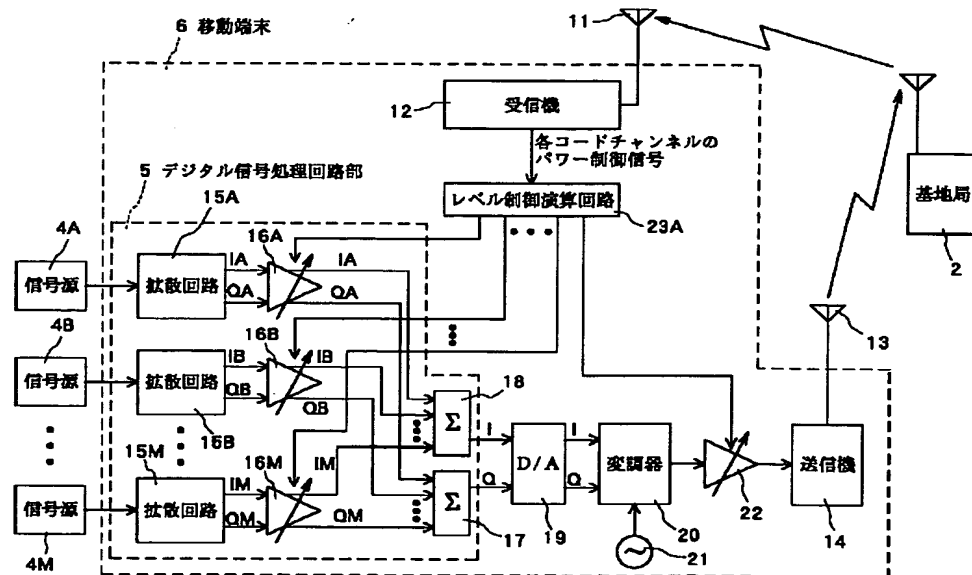 6 移動端末
11
12
受信機
各コードチャンネルの
パワー制御信号
基地局
2
5 デジタル信号処理回路部
レベル制御演算回路
23A
15A
16A
4A
信号源
拡散回路
IA
QA
13
4B
16B
信号源
拡散回路
IB
QB
IB
QB
IA
QA
15B
18
Σ
I
Q
D/A
19
I
Q
変調器
20
21
22
送信機
14
15M
16M
信号源
4M
拡散回路
IM
QM
IM
QM
Σ
17